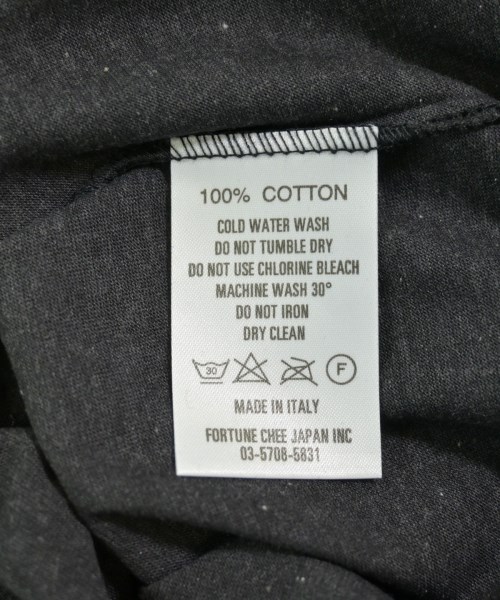 100% COTTON
COLD WATER WASH
DO NOT TUMBLE DRY
DO NOT USE CHLORINE BLEACH
MACHINE WASH 30°
DO NOT IRON
DRY CLEAN
30 F
MADE IN ITALY
FORTUNE CHEE JAPAN INC
03-5708-5831